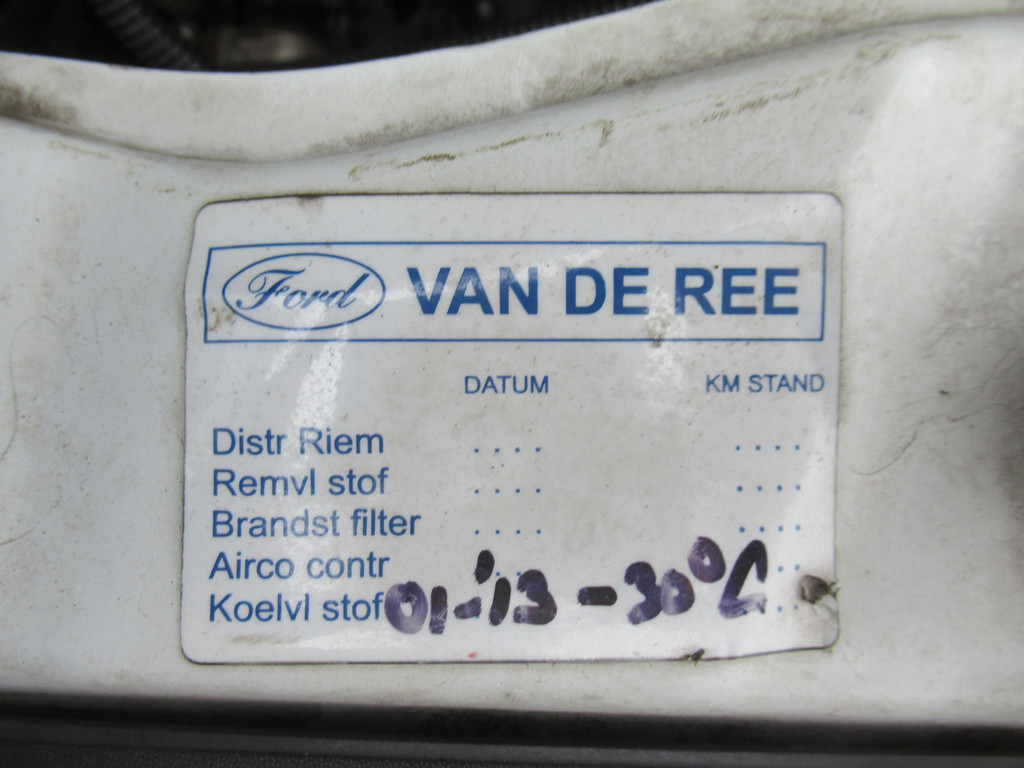 Ford VAN DE REE
DATUM KM STAND
Distr Riem .... ....
Remvl stof .... ....
Brandst filter .... ....
Airco contr
Koelvl stof 01-'13 -30°C